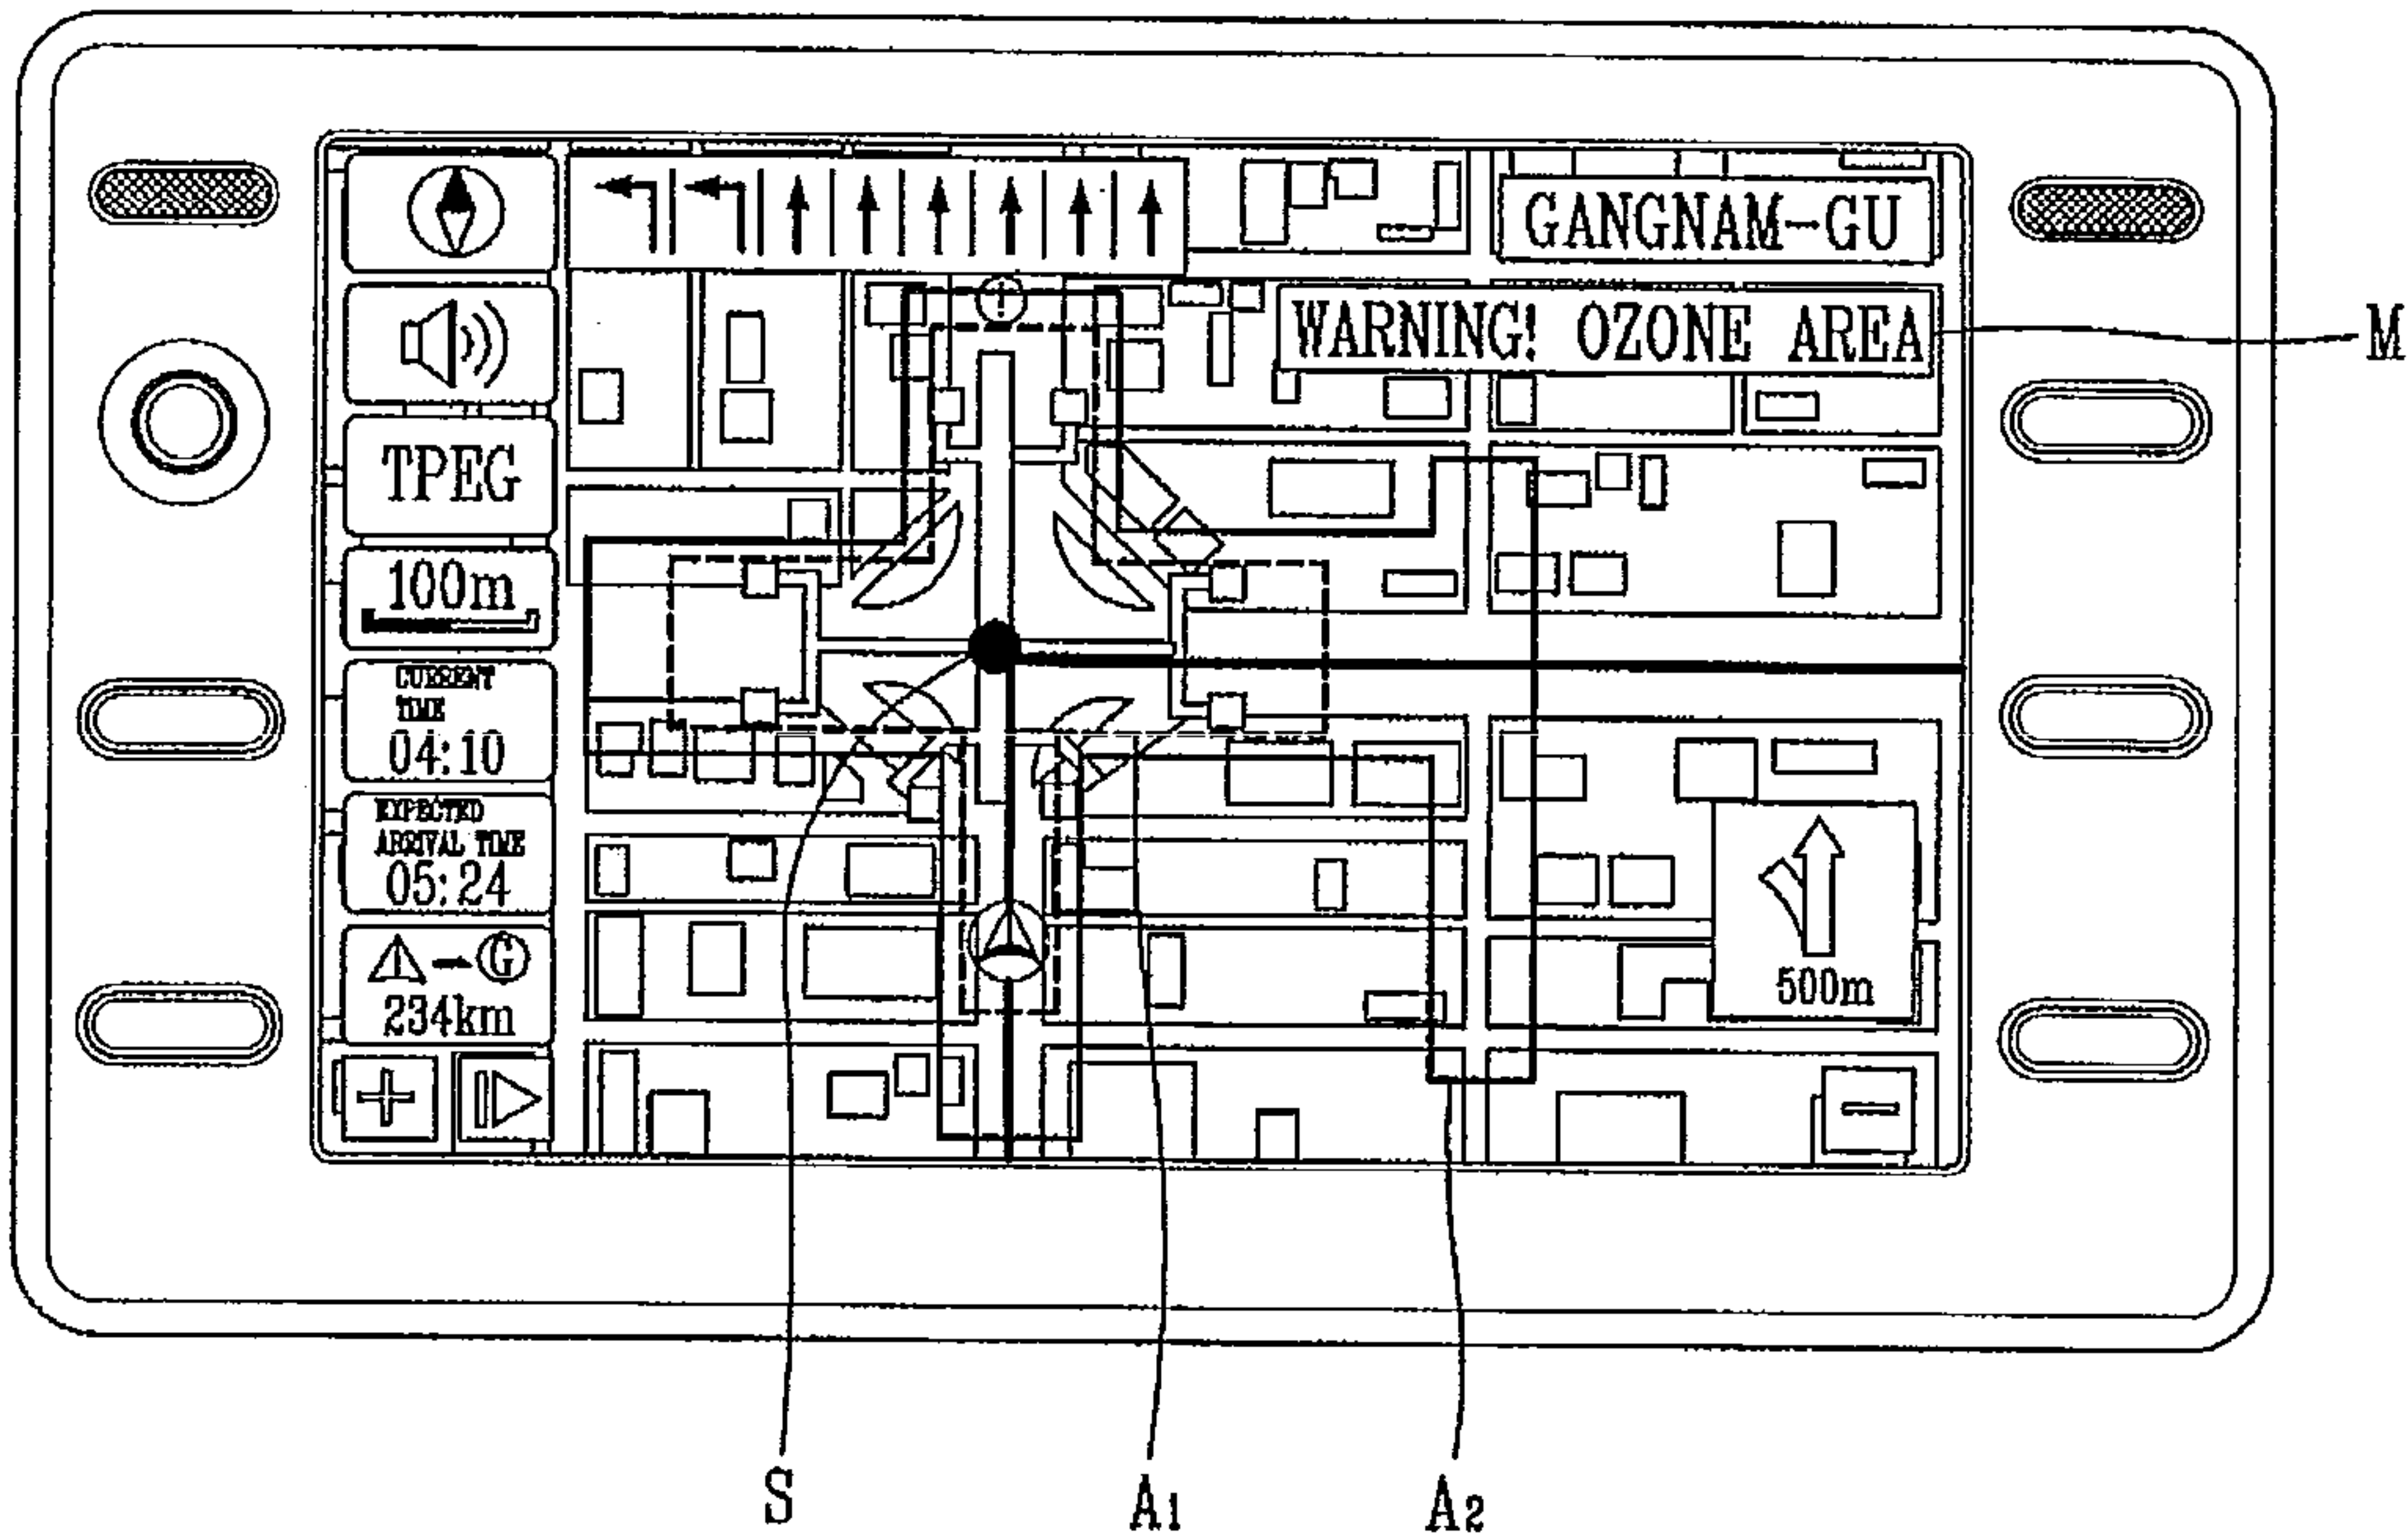 GANGNAM-GU
WARNING! OZONE AREA
M
TPEG
100m
CURRENT
TIME
04:10
EXPECTED
ARRIVAL TIME
05:24
G
234km
500m
S
A1
A2